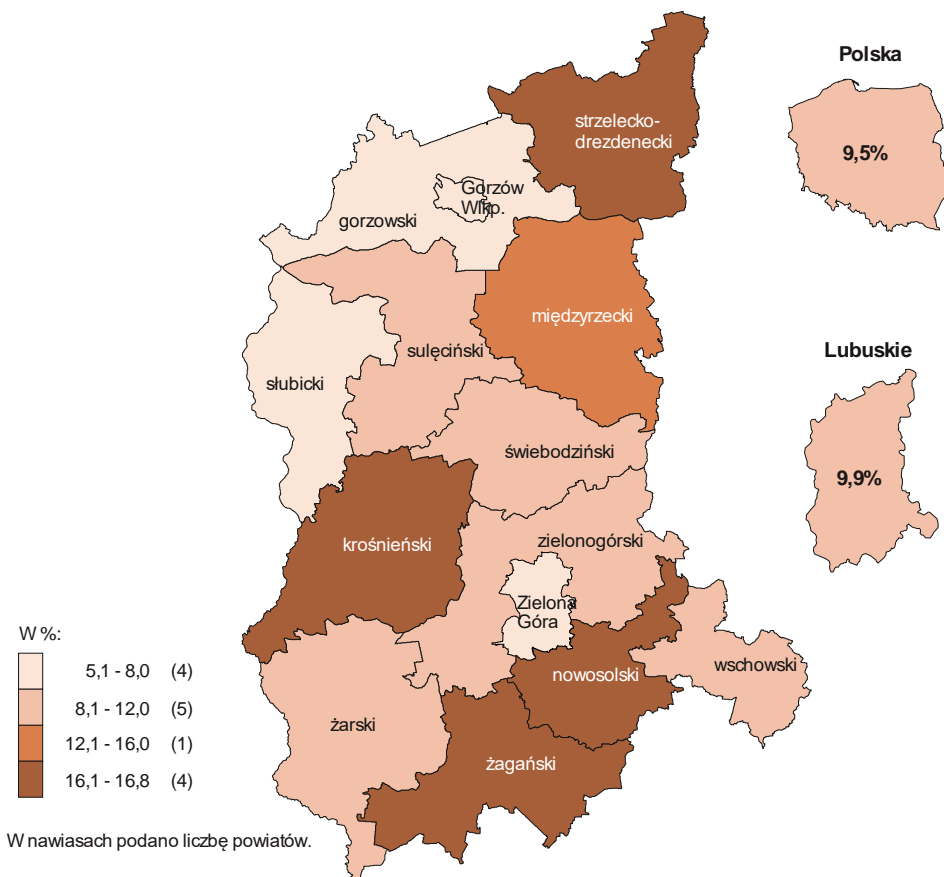 Polska
9,5%
strzelecko-
drezdenecki
Gorzów
Wlkp.
gorzowski
międzyrzecki
sulęciński
słubicki
Lubuskie
9,9%
świebodziński
krośnieński
zielonogórski
Zielona
Góra
nowosolski
wschowski
żarski
żagański
W %:
5,1 - 8,0 (4)
8,1 - 12,0 (5)
12,1 - 16,0 (1)
16,1 - 16,8 (4)
W nawiasach podano liczbę powiatów.